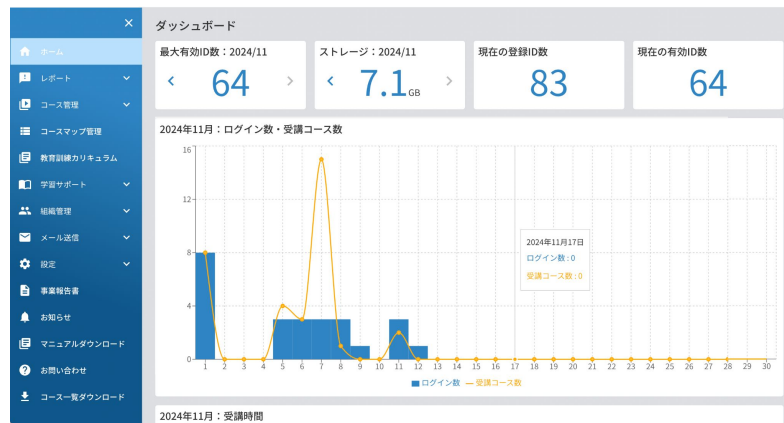 ×
ホーム
レポート
コース管理
コースマップ管理
教育訓練カリキュラム
学習サポート
組織管理
メール送信
設定
事業報告書
お知らせ
マニュアルダウンロード
お問い合わせ
コース一覧ダウンロード
ダッシュボード
最大有効ID数：2024/11
< 64 >
ストレージ：2024/11
< 7.1 GB >
現在の登録ID数
83
現在の有効ID数
64
2024年11月：ログイン数・受講コース数
16
12
8
4
0
2024年11月17日
ログイン数 : 0
受講コース数 : 0
1 2 3 4 5 6 7 8 9 10 11 12 13 14 15 16 17 18 19 20 21 22 23 24 25 26 27 28 29 30
ログイン数 受講コース数
2024年11月：受講時間